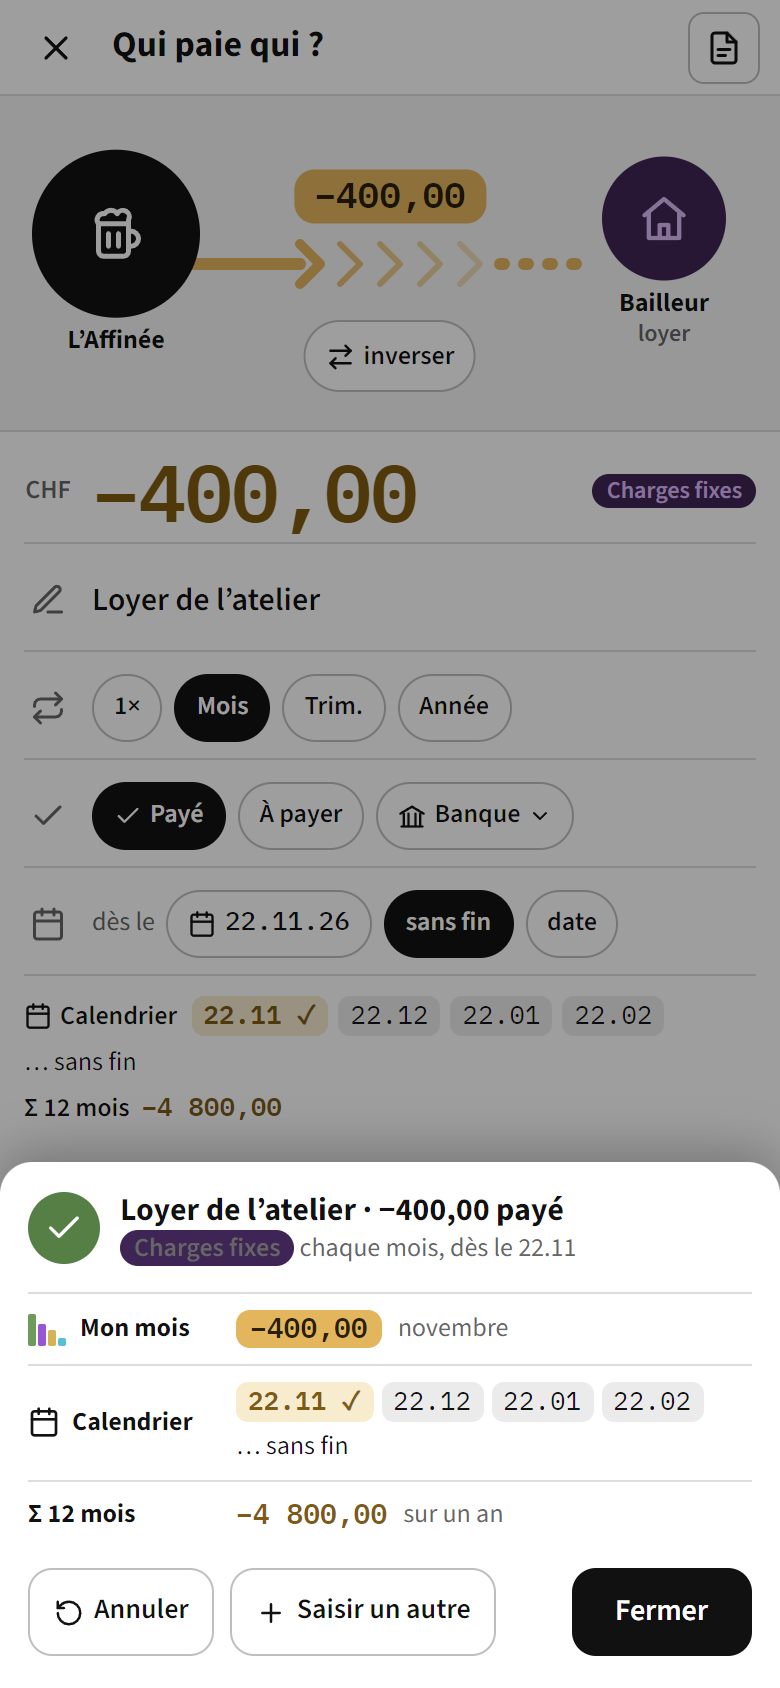 Qui paie qui ?
−400,00
L’Affinée
Bailleur
loyer
inverser
CHF −400,00 Charges fixes
Loyer de l’atelier
1× Mois Trim. Année
Payé À payer Banque
dès le 22.11.26 sans fin date
Calendrier 22.11 ✓ 22.12 22.01 22.02
… sans fin
Σ 12 mois −4 800,00
Loyer de l’atelier · −400,00 payé
Charges fixes chaque mois, dès le 22.11
Mon mois −400,00 novembre
Calendrier 22.11 ✓ 22.12 22.01 22.02
… sans fin
Σ 12 mois −4 800,00 sur un an
Annuler Saisir un autre Fermer